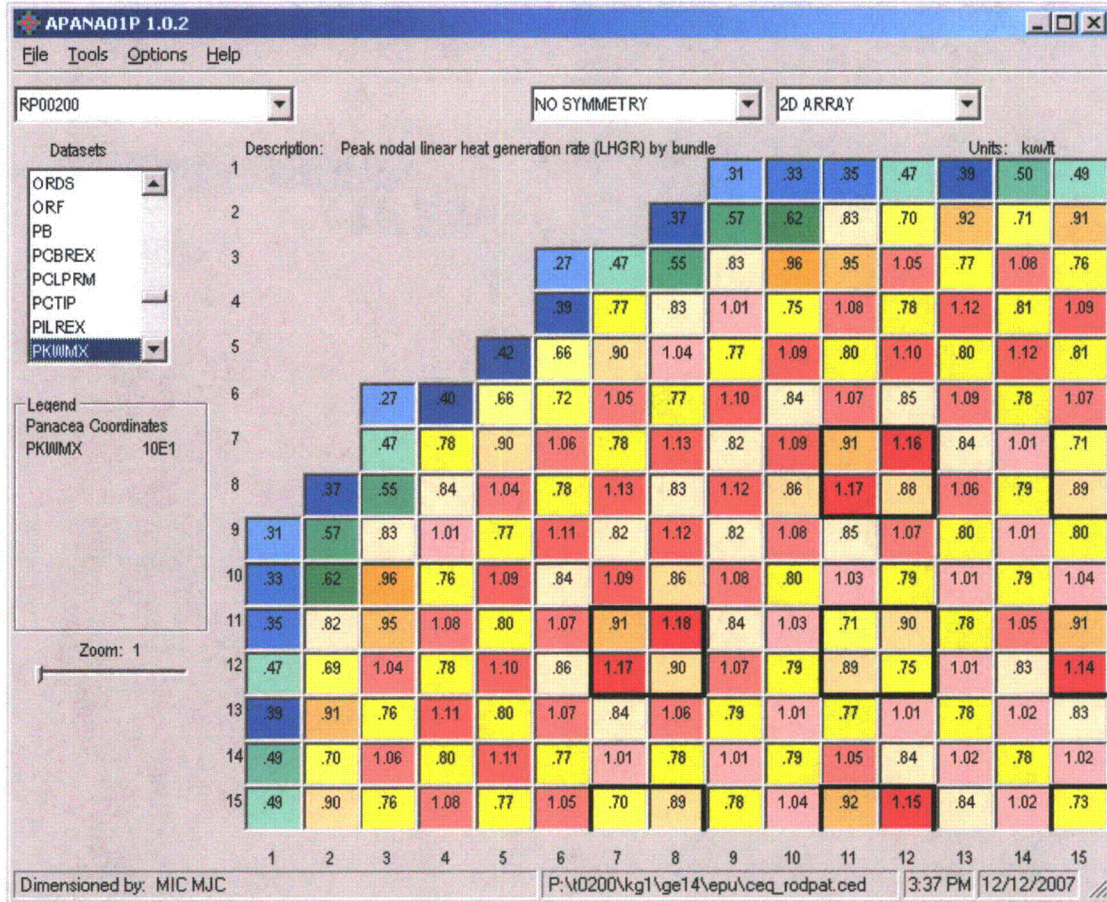 APANA01P 1.0.2
File Tools Options Help
RP00200 NO SYMMETRY 2D ARRAY
Datasets
ORDS
ORF
PB
PCBREX
PCLPRM
PCTIP
PILREX
PKWMX
Legend
Panacea Coordinates
PKWMX 10E1
Zoom: 1
Description: Peak nodal linear heat generation rate (LHGR) by bundle Units: kw/ft
1 .31 .33 .35 .47 .39 .50 .49
2 .37 .57 .62 .83 .70 .92 .71 .91
3 .27 .47 .55 .83 .96 .95 1.05 .77 1.08 .76
4 .39 .77 .83 1.01 .75 1.08 .78 1.12 .81 1.09
5 .42 .66 .90 1.04 .77 1.09 .80 1.10 .80 1.12 .81
6 .27 .40 .66 .72 1.05 .77 1.10 .84 1.07 .85 1.09 .78 1.07
7 .47 .78 .90 1.06 .78 1.13 .82 1.09 .91 1.16 .84 1.01 .71
8 .37 .55 .84 1.04 .78 1.13 .83 1.12 .86 1.17 .88 1.06 .79 .89
9 .31 .57 .83 1.01 .77 1.11 .82 1.12 .82 1.08 .85 1.07 .80 1.01 .80
10 .33 .62 .96 .76 1.09 .84 1.09 .86 1.08 .80 1.03 .79 1.01 .79 1.04
11 .35 .82 .95 1.08 .80 1.07 .91 1.18 .84 1.03 .71 .90 .78 1.05 .91
12 .47 .69 1.04 .78 1.10 .86 1.17 .90 1.07 .79 .89 .75 1.01 .83 1.14
13 .39 .91 .76 1.11 .80 1.07 .84 1.06 .79 1.01 .77 1.01 .78 1.02 .83
14 .49 .70 1.06 .80 1.11 .77 1.01 .78 1.01 .79 1.05 .84 1.02 .78 1.02
15 .49 .90 .76 1.08 .77 1.05 .70 .89 .78 1.04 .92 1.15 .84 1.02 .73
1 2 3 4 5 6 7 8 9 10 11 12 13 14 15
Dimensioned by: MIC MJC P:\t0200\kg1\ge14\epu\ceq_rodpat.ced 3:37 PM 12/12/2007